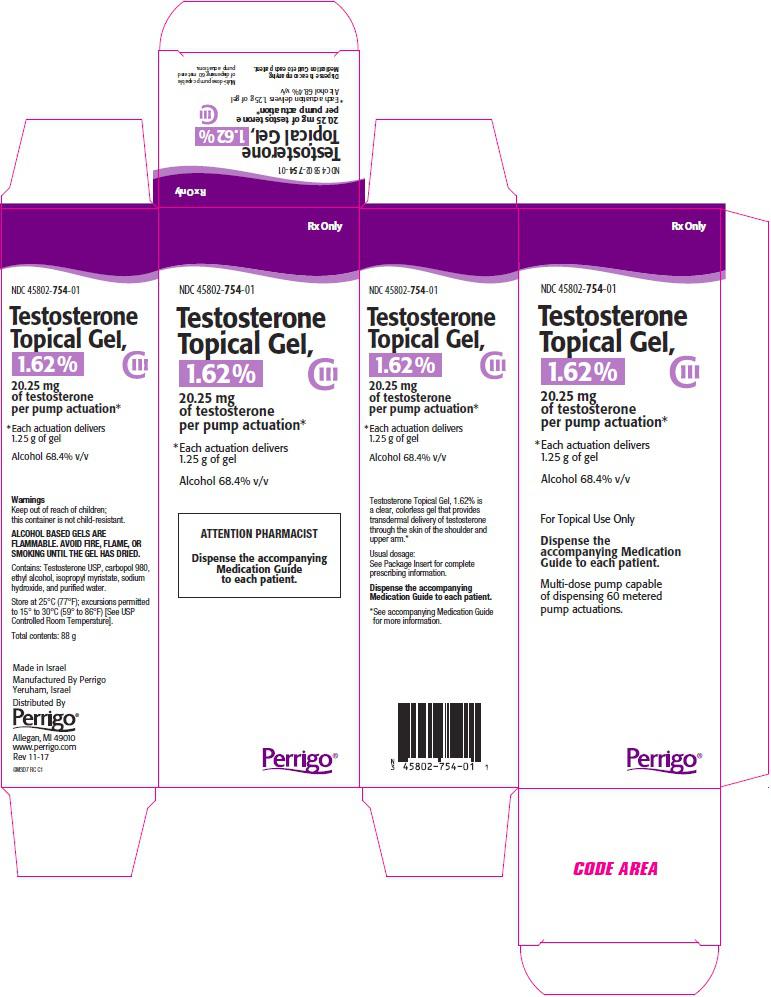 Rx Only
NDC 45802-754-01
Testosterone
Topical Gel,
1.62%
CIII
20.25 mg of testosterone
per pump actuation*
*Each actuation delivers 1.25 g of gel
Alcohol 68.4% v/v
Dispense the accompanying
Medication Guide to each patient.
Multi-dose pump capable
of dispensing 60 metered
pump actuations.
NDC 45802-754-01
Testosterone
Topical Gel,
1.62%
CIII
20.25 mg
of testosterone
per pump actuation*
*Each actuation delivers
1.25 g of gel
Alcohol 68.4% v/v
Warnings
Keep out of reach of children;
this container is not child-resistant.
ALCOHOL BASED GELS ARE
FLAMMABLE. AVOID FIRE, FLAME, OR
SMOKING UNTIL THE GEL HAS DRIED.
Contains: Testosterone USP, carbopol 980,
ethyl alcohol, isopropyl myristate, sodium
hydroxide, and purified water.
Store at 25°C (77°F); excursions permitted
to 15° to 30°C (59° to 86°F) [See USP
Controlled Room Temperature].
Total contents: 88 g
Made in Israel
Manufactured By Perrigo
Yeruham, Israel
Distributed By
Perrigo®
Allegan, MI 49010
www.perrigo.com
Rev 11-17
Rx Only
NDC 45802-754-01
Testosterone
Topical Gel,
1.62%
20.25 mg
of testosterone
per pump actuation*
CIII
*Each actuation delivers
1.25 g of gel
Alcohol 68.4% v/v
ATTENTION PHARMACIST
Dispense the accompanying
Medication Guide
to each patient.
Perrigo®
NDC 45802-754-01
Testosterone
Topical Gel,
1.62%
CIII
20.25 mg
of testosterone
per pump actuation*
*Each actuation delivers
1.25 g of gel
Alcohol 68.4% v/v
Testosterone Topical Gel, 1.62% is
a clear, colorless gel that provides
transdermal delivery of testosterone
through the skin of the shoulder and
upper arm.*
Usual dosage:
See Package Insert for complete
prescribing information.
Dispense the accompanying
Medication Guide to each patient.
*See accompanying Medication Guide
for more information.
N
3 45802-754-01 1
Rx Only
NDC 45802-754-01
Testosterone
Topical Gel,
1.62%
CIII
20.25 mg
of testosterone
per pump actuation*
*Each actuation delivers
1.25 g of gel
Alcohol 68.4% v/v
For Topical Use Only
Dispense the
accompanying Medication
Guide to each patient.
Multi-dose pump capable
of dispensing 60 metered
pump actuations.
Perrigo®
CODE AREA